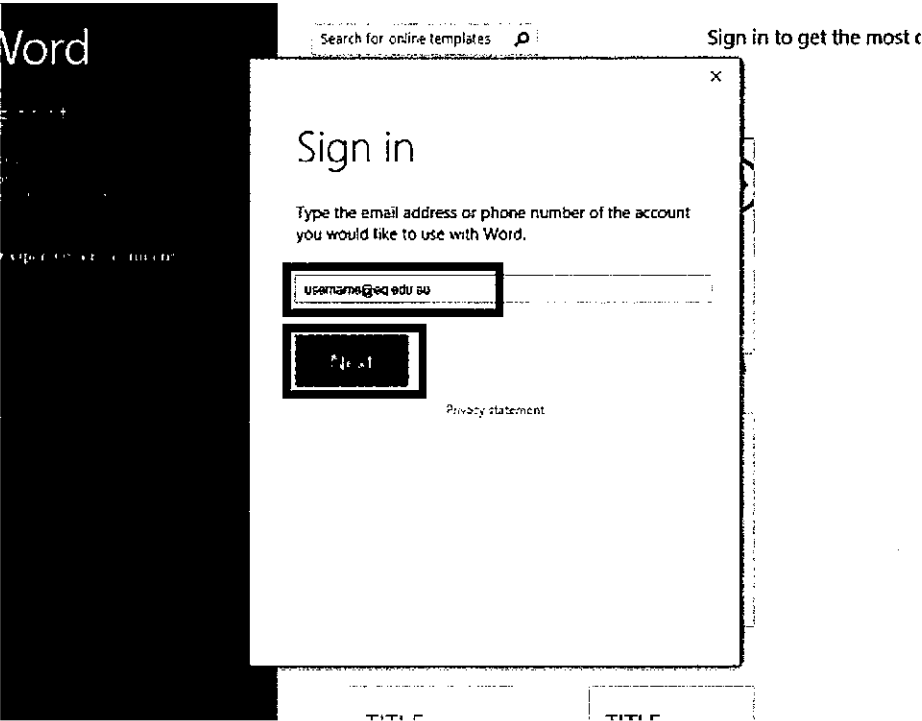 Word
Search for online templates
Sign in to get the most
×
Sign in
Type the email address or phone number of the account
you would like to use with Word.
username@eq edu au
Next
Privacy statement
TITLE
TITLE